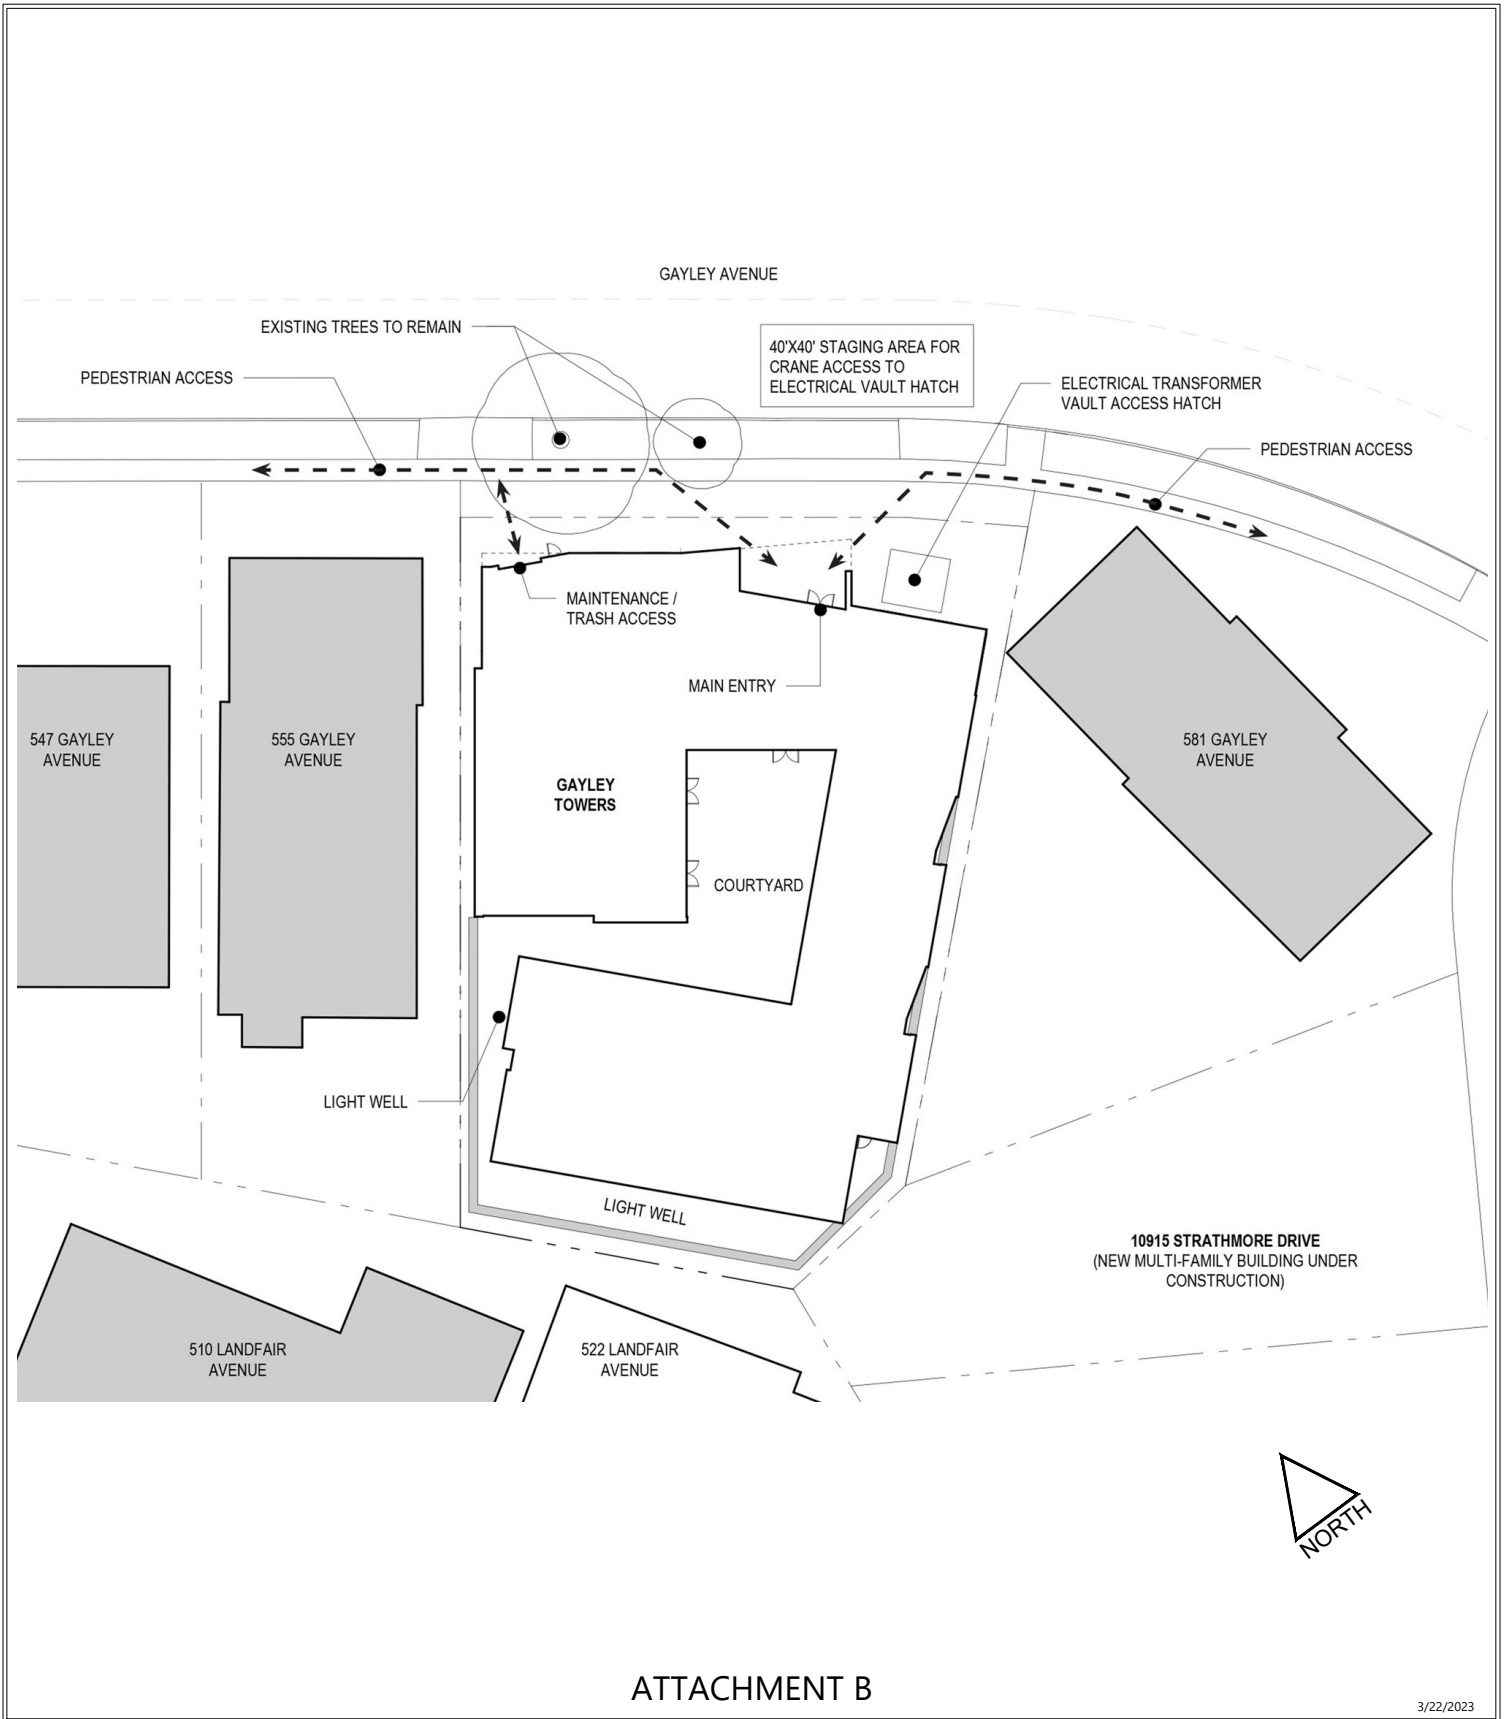 GAYLEY AVENUE
EXISTING TREES TO REMAIN
40'X40' STAGING AREA FOR
CRANE ACCESS TO
ELECTRICAL VAULT HATCH
PEDESTRIAN ACCESS
ELECTRICAL TRANSFORMER
VAULT ACCESS HATCH
PEDESTRIAN ACCESS
MAINTENANCE /
TRASH ACCESS
MAIN ENTRY
547 GAYLEY
AVENUE
555 GAYLEY
AVENUE
581 GAYLEY
AVENUE
GAYLEY
TOWERS
COURTYARD
LIGHT WELL
LIGHT WELL
10915 STRATHMORE DRIVE
(NEW MULTI-FAMILY BUILDING UNDER
CONSTRUCTION)
510 LANDFAIR
AVENUE
522 LANDFAIR
AVENUE
NORTH
ATTACHMENT B
3/22/2023